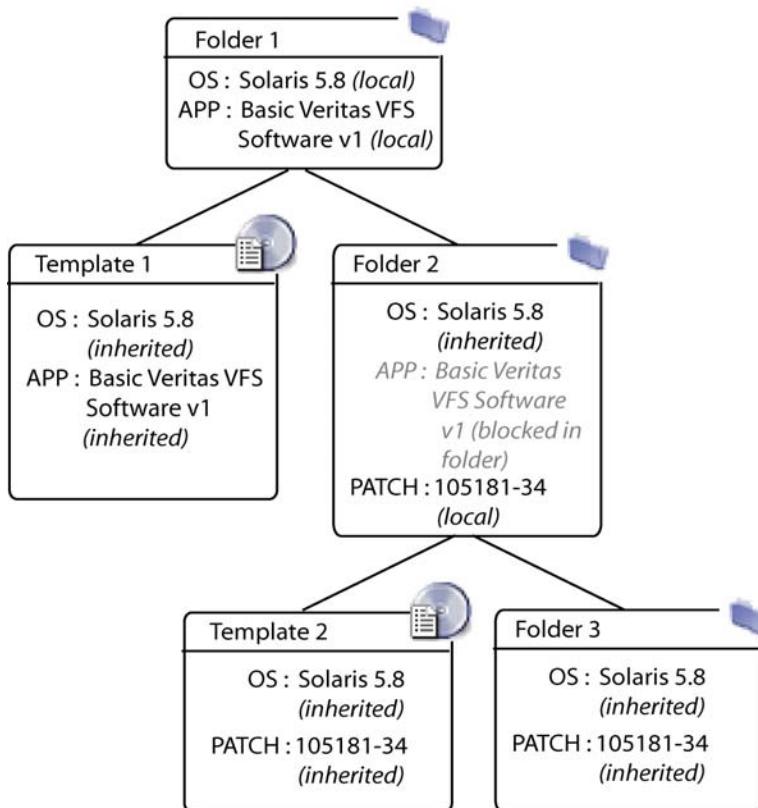 Folder 1
OS : Solaris 5.8 (local)
APP : Basic Veritas VFS
Software v1 (local)
Template 1
OS : Solaris 5.8
(inherited)
APP : Basic Veritas VFS
Software v1
(inherited)
Folder 2
OS : Solaris 5.8
(inherited)
APP : Basic Veritas
VFS Software
v1 (blocked in
folder)
PATCH : 105181-34
(local)
Template 2
OS : Solaris 5.8
(inherited)
PATCH : 105181-34
(inherited)
Folder 3
OS : Solaris 5.8
(inherited)
PATCH : 105181-34
(inherited)